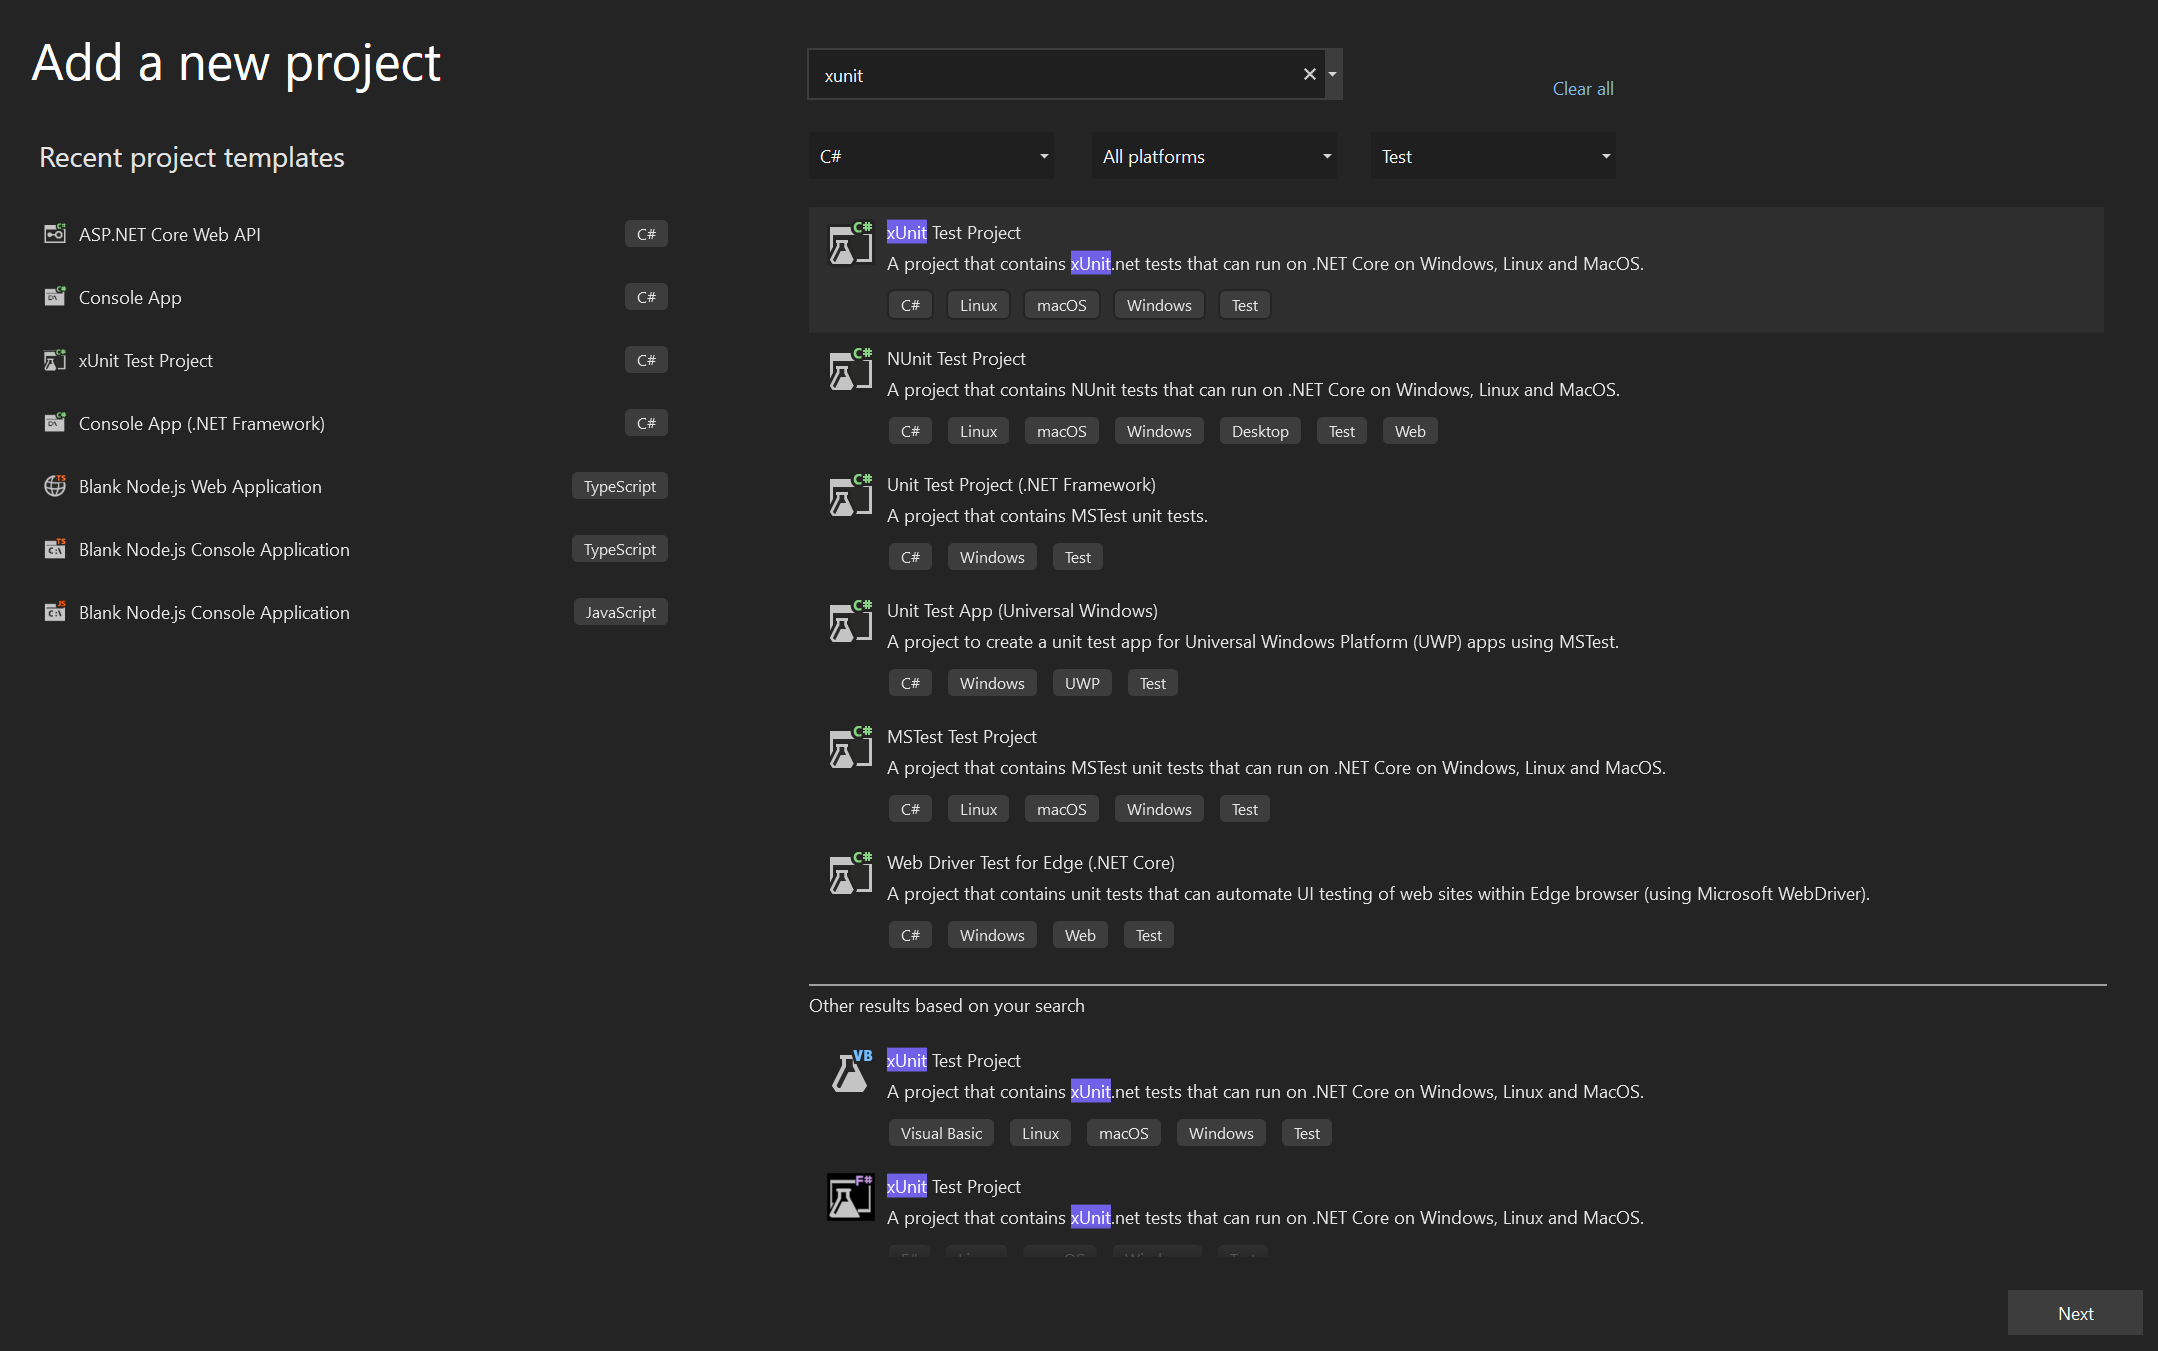 Add a new project
Recent project templates
ASP.NET Core Web API C#
Console App C#
xUnit Test Project C#
Console App (.NET Framework) C#
Blank Node.js Web Application TypeScript
Blank Node.js Console Application TypeScript
Blank Node.js Console Application JavaScript
xunit
Clear all
C# All platforms Test
xUnit Test Project
A project that contains xUnit.net tests that can run on .NET Core on Windows, Linux and MacOS.
C# Linux macOS Windows Test
NUnit Test Project
A project that contains NUnit tests that can run on .NET Core on Windows, Linux and MacOS.
C# Linux macOS Windows Desktop Test Web
Unit Test Project (.NET Framework)
A project that contains MSTest unit tests.
C# Windows Test
Unit Test App (Universal Windows)
A project to create a unit test app for Universal Windows Platform (UWP) apps using MSTest.
C# Windows UWP Test
MSTest Test Project
A project that contains MSTest unit tests that can run on .NET Core on Windows, Linux and MacOS.
C# Linux macOS Windows Test
Web Driver Test for Edge (.NET Core)
A project that contains unit tests that can automate UI testing of web sites within Edge browser (using Microsoft WebDriver).
C# Windows Web Test
Other results based on your search
VB
xUnit Test Project
A project that contains xUnit.net tests that can run on .NET Core on Windows, Linux and MacOS.
Visual Basic Linux macOS Windows Test
F#
xUnit Test Project
A project that contains xUnit.net tests that can run on .NET Core on Windows, Linux and MacOS.
Next